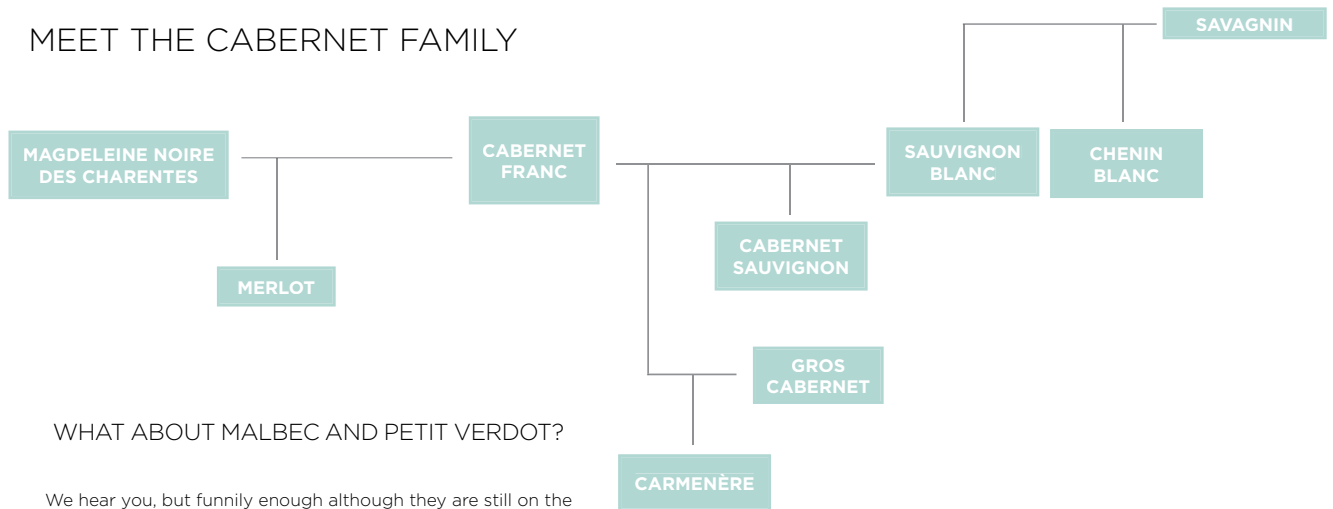 MEET THE CABERNET FAMILY
SAVAGNIN
MAGDELEINE NOIRE
DES CHARENTES
CABERNET
FRANC
SAUVIGNON
BLANC
CHENIN
BLANC
CABERNET
SAUVIGNON
MERLOT
GROS
CABERNET
CARMENÈRE
WHAT ABOUT MALBEC AND PETIT VERDOT?
We hear you, but funnily enough although they are still on the